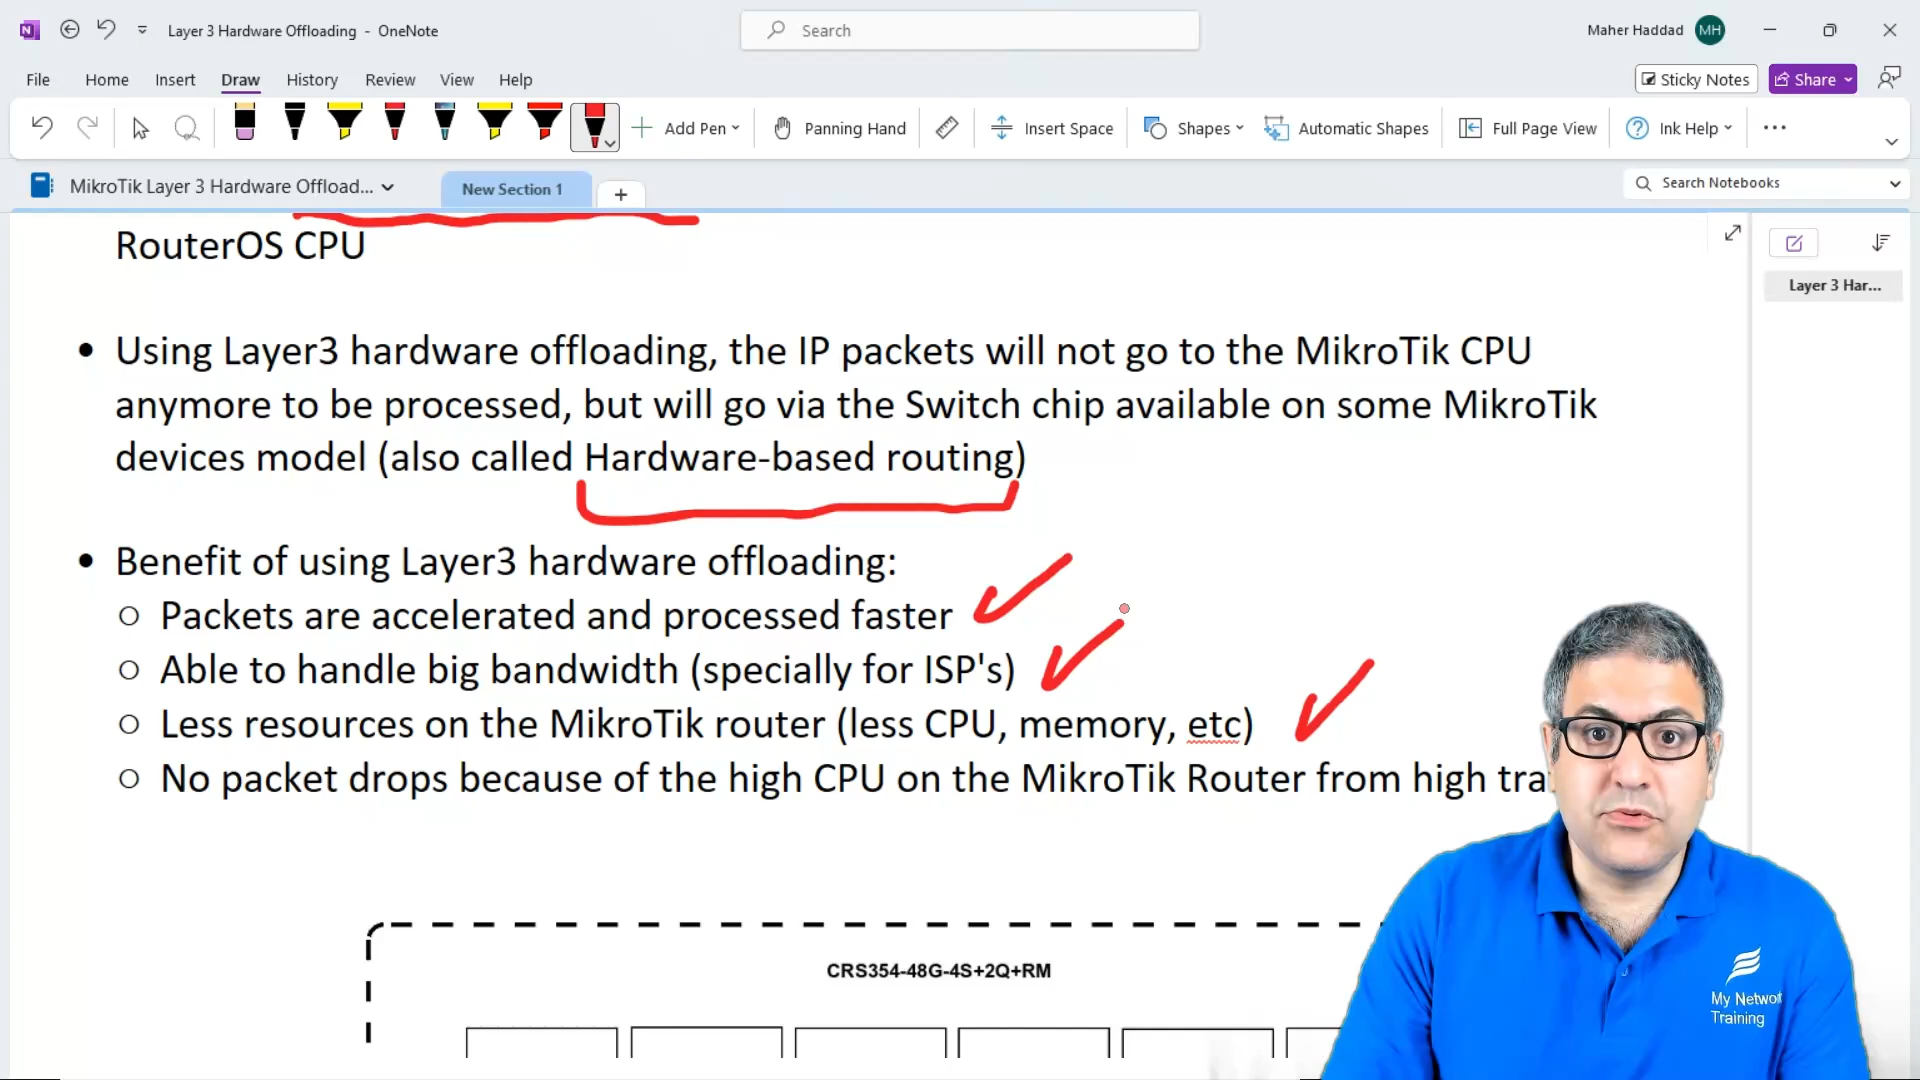 Layer 3 Hardware Offloading - OneNote
Search
Maher Haddad
MH
File
Home
Insert
Draw
History
Review
View
Help
Sticky Notes
Share
Add Pen
Panning Hand
Insert Space
Shapes
Automatic Shapes
Full Page View
Ink Help
MikroTik Layer 3 Hardware Offload...
New Section 1
Search Notebooks
RouterOS CPU
Layer 3 Har...
Using Layer3 hardware offloading, the IP packets will not go to the MikroTik CPU
anymore to be processed, but will go via the Switch chip available on some MikroTik
devices model (also called Hardware-based routing)
Benefit of using Layer3 hardware offloading:
Packets are accelerated and processed faster
Able to handle big bandwidth (specially for ISP's)
Less resources on the MikroTik router (less CPU, memory, etc)
No packet drops because of the high CPU on the MikroTik Router from high tra
CRS354-48G-4S+2Q+RM
My Networ
Training